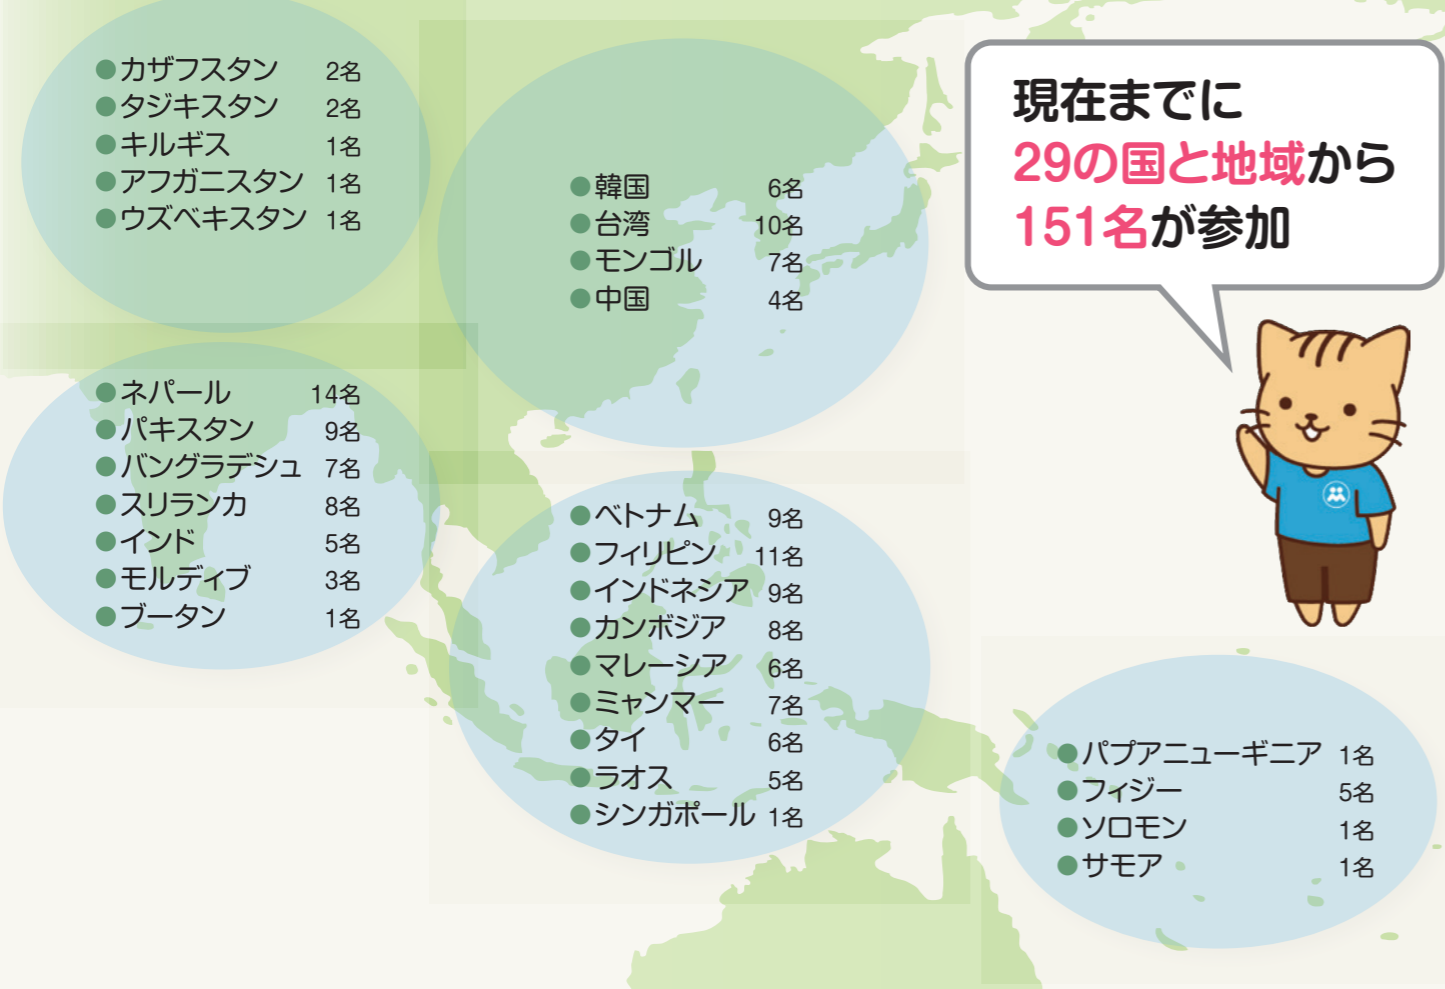 ●カザフスタン 2名
●タジキスタン 2名
●キルギス 1名
●アフガニスタン 1名
●ウズベキスタン 1名
●韓国 6名
●台湾 10名
●モンゴル 7名
●中国 4名
現在までに
29の国と地域から
151名が参加
●ネパール 14名
●パキスタン 9名
●バングラデシュ 7名
●スリランカ 8名
●インド 5名
●モルディブ 3名
●ブータン 1名
●ベトナム 9名
●フィリピン 11名
●インドネシア 9名
●カンボジア 8名
●マレーシア 6名
●ミャンマー 7名
●タイ 6名
●ラオス 5名
●シンガポール 1名
●パプアニューギニア 1名
●フィジー 5名
●ソロモン 1名
●サモア 1名